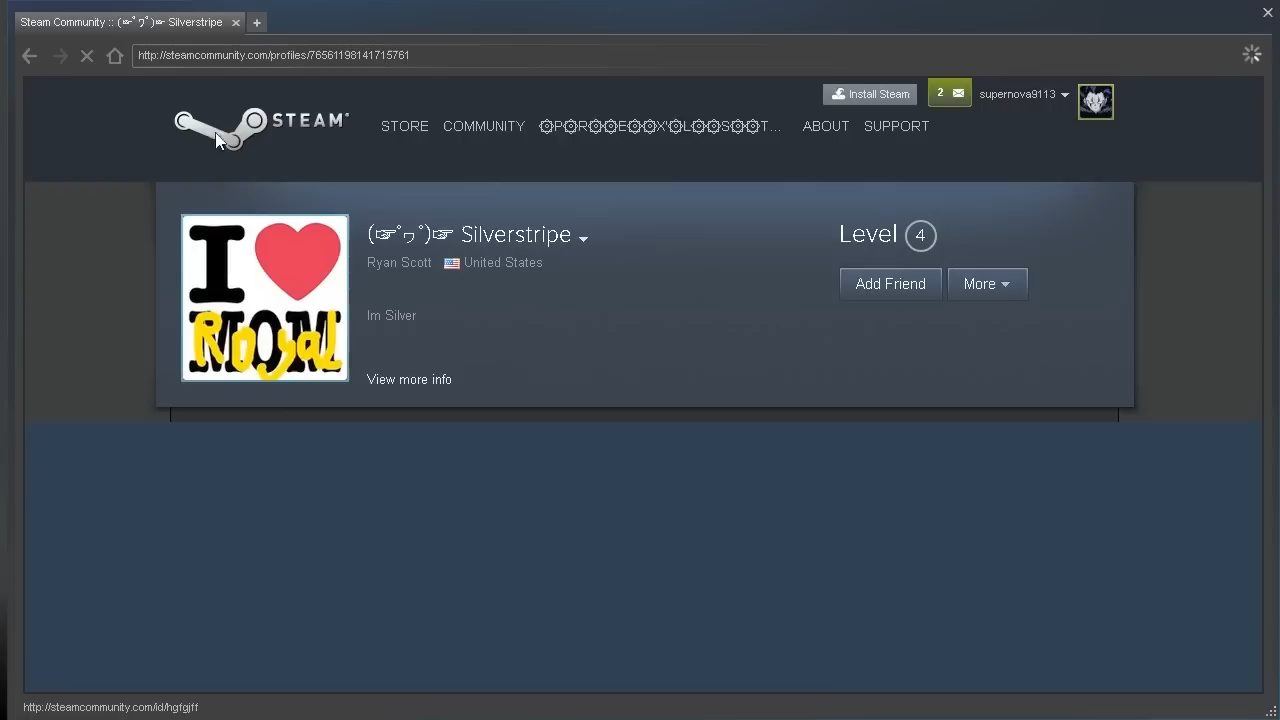 Steam Community :: (☞ﾟヮﾟ)☞ Silverstripe
http://steamcommunity.com/profiles/76561198141715761
Install Steam
2
supernova9113
STEAM®
STORE
COMMUNITY
ABOUT
SUPPORT
I
MOM
Royal
(☞ﾟヮﾟ)☞ Silverstripe
Ryan Scott
United States
Im Silver
View more info
Level 4
Add Friend
More
http://steamcommunity.com/id/hgfgjff